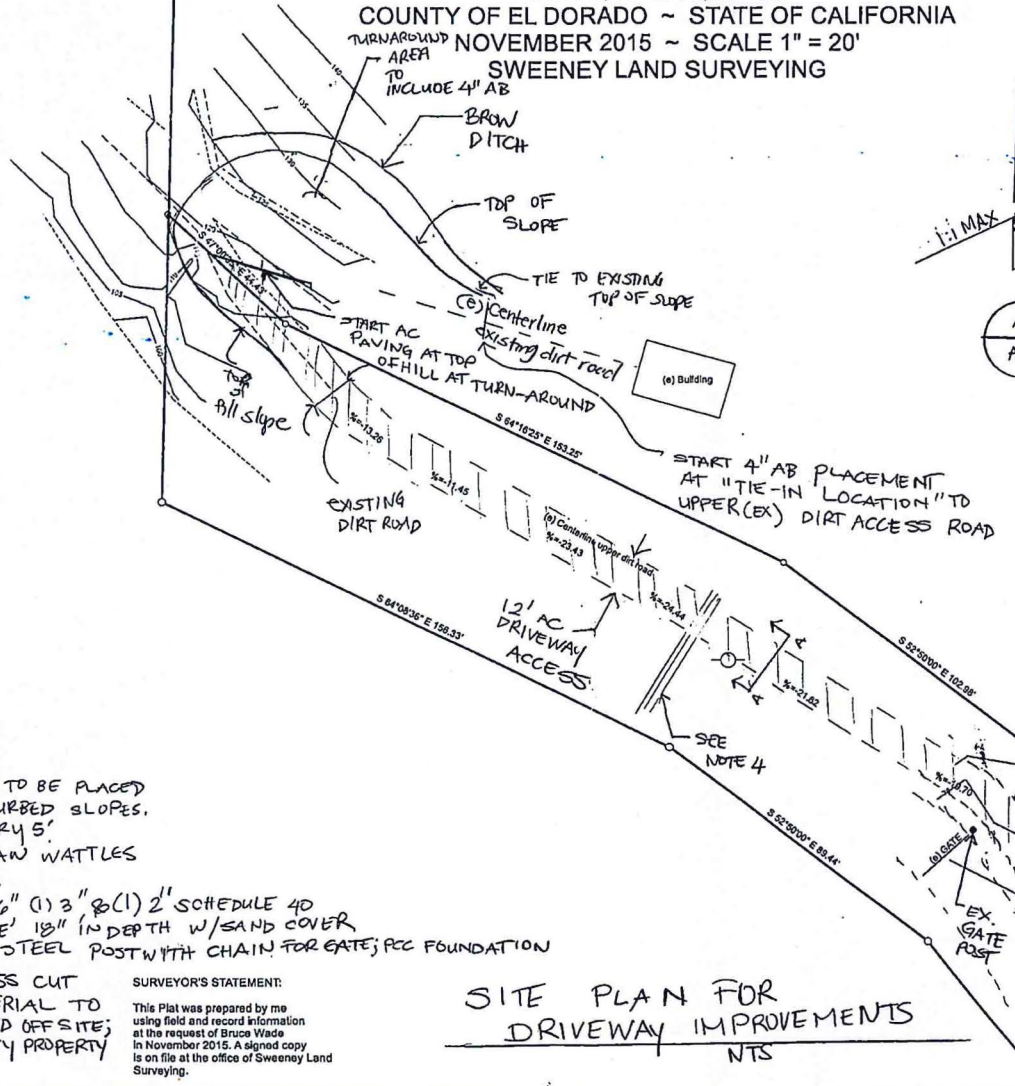 COUNTY OF EL DORADO ~ STATE OF CALIFORNIA
NOVEMBER 2015 ~ SCALE 1" = 20'
SWEENEY LAND SURVEYING
TURNAROUND
AREA
TO
INCLUDE 4" AB
BROW
DITCH
TOP OF
SLOPE
1:1 MAX
TIE TO EXISTING
TOP OF SLOPE
(e) Centerline
existing dirt road
(e) Building
START AC
PAVING AT TOP
OF HILL AT TURN-AROUND
fill slope
EXISTING
DIRT ROAD
%=-13.26
%=-11.45
S 64°16'25" E 153.25'
START 4" AB PLACEMENT
AT "TIE-IN LOCATION" TO
UPPER (EX) DIRT ACCESS ROAD
(e) Centerline upper dirt road
%=-23.43
%=-24.44
12' AC
DRIVEWAY
ACCESS
S 64°08'36" E 156.33'
A
A
%=-21.62
S 52°50'00" E 102.98'
SEE
NOTE 4
S 52°50'00" E 89.44'
(e) GATE
EX.
GATE
POST
TO BE PLACED
SLOPES.
5'
WATTLES
(1) 3" & (1) 2" SCHEDULE 40
18" IN DEPTH W/SAND COVER
STEEL POST WITH CHAIN FOR GATE; PCC FOUNDATION
CUT
TO
OFFSITE;
PROPERTY
SURVEYOR'S STATEMENT:
This Plat was prepared by me
using field and record information
at the request of Bruce Wade
in November 2015. A signed copy
is on file at the office of Sweeney Land
Surveying.
SITE PLAN FOR
DRIVEWAY IMPROVEMENTS
NTS